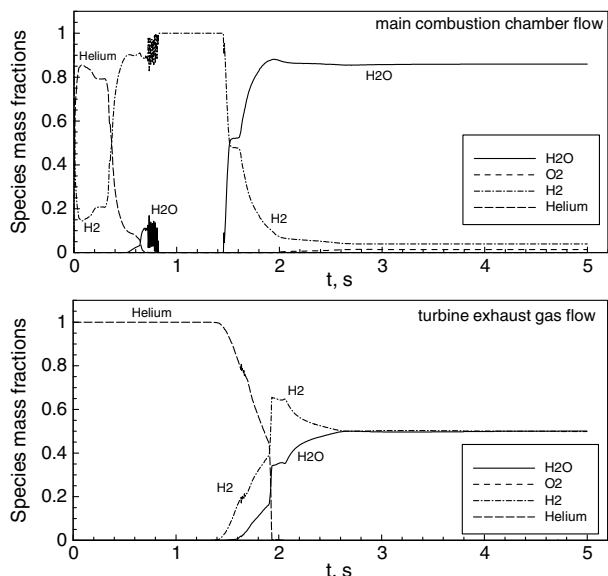 main combustion chamber flow
1
Helium
0.8
H2O
0.6
Species mass fractions
H2O
O2
H2
Helium
0.4
H2O
0.2
H2
H2
0
0 1 2 3 4 5
t, s
turbine exhaust gas flow
Helium
1
0.8
H2
0.6
Species mass fractions
0.4
H2O
H2O
O2
H2
Helium
H2
0.2
0
0 1 2 3 4 5
t, s